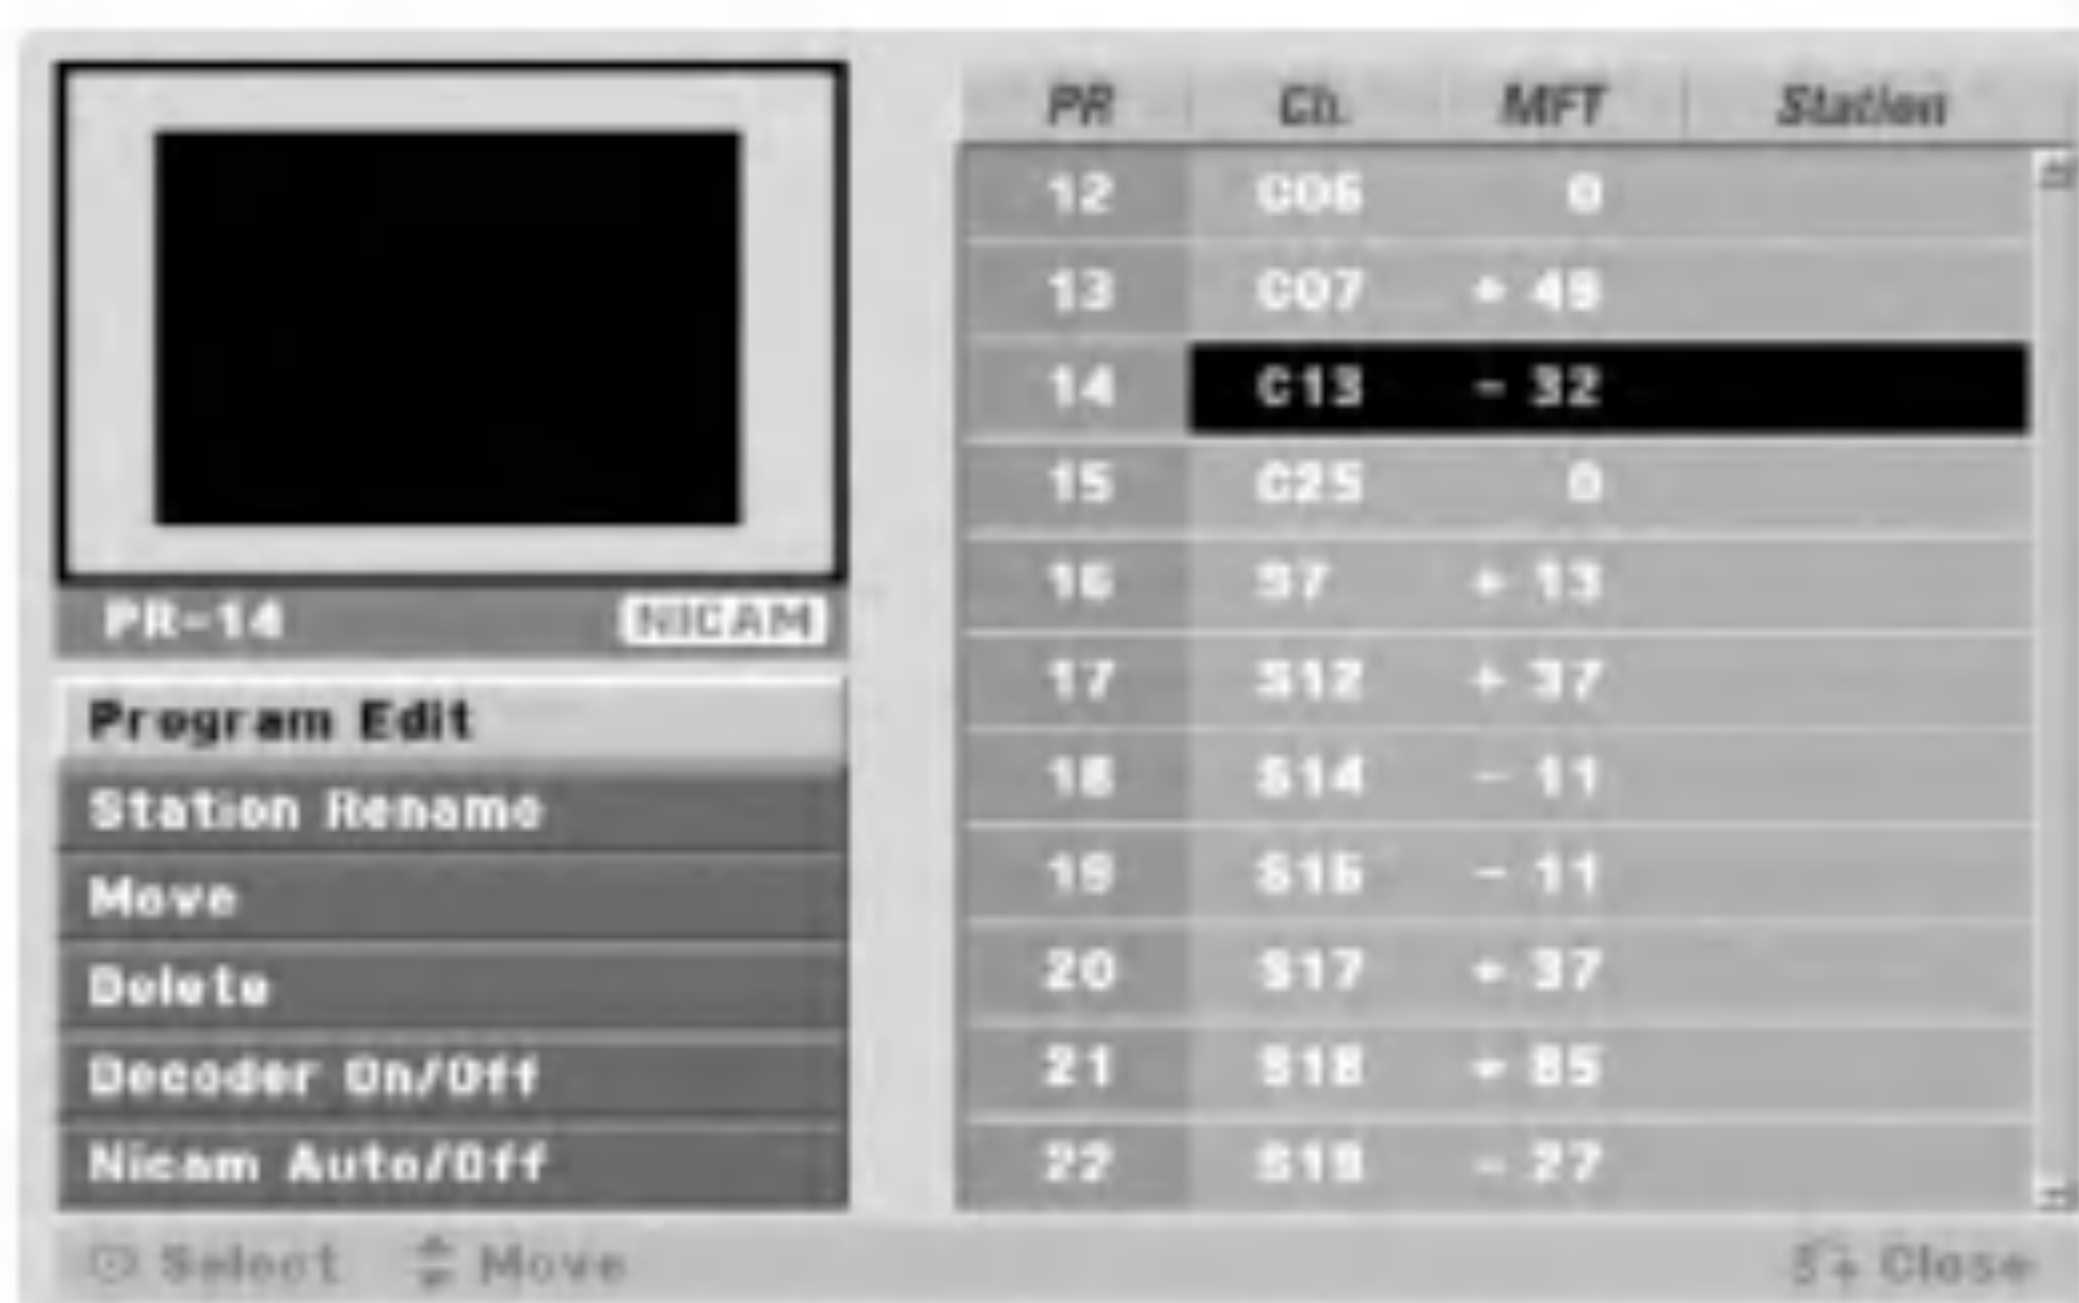 PR-14 NICAM
Program Edit
Station Rename
Move
Delete
Decoder On/Off
Nicam Auto/Off
PR Ch. MFT Station
12 C06 0
13 C07 + 49
14 C13 - 32
15 C25 0
16 S7 + 13
17 S12 + 37
18 S14 - 11
19 S15 - 11
20 S17 + 37
21 S18 + 85
22 S19 - 27
Select Move Close